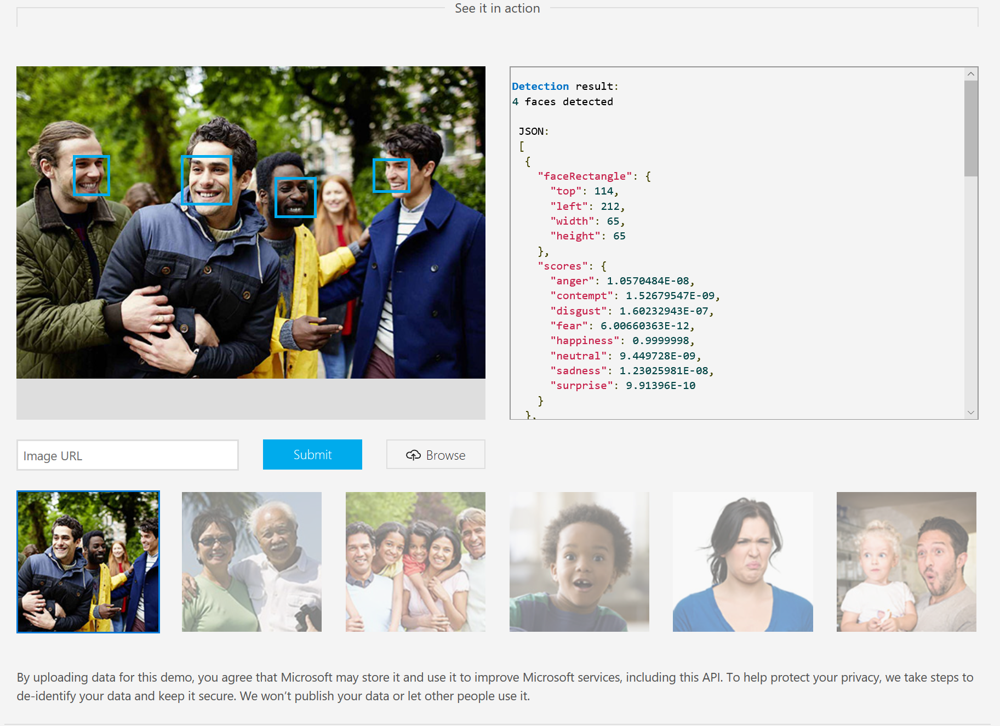 See it in action
Detection result:
4 faces detected
JSON:
[
{
"faceRectangle": {
"top": 114,
"left": 212,
"width": 65,
"height": 65
},
"scores": {
"anger": 1.0570484E-08,
"contempt": 1.52679547E-09,
"disgust": 1.60232943E-07,
"fear": 6.00660363E-12,
"happiness": 0.9999998,
"neutral": 9.449728E-09,
"sadness": 1.23025981E-08,
"surprise": 9.91396E-10
}
},
Image URL
Submit
Browse
By uploading data for this demo, you agree that Microsoft may store it and use it to improve Microsoft services, including this API. To help protect your privacy, we take steps to
de-identify your data and keep it secure. We won’t publish your data or let other people use it.